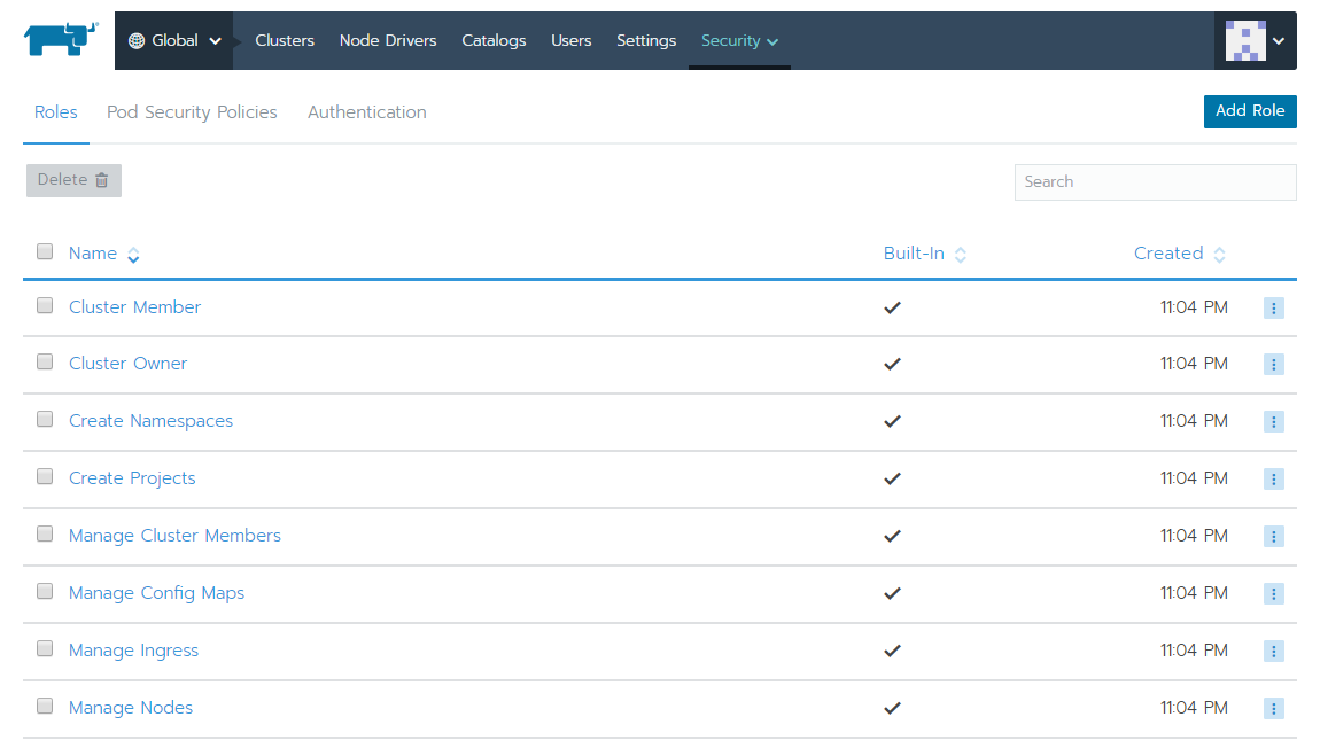 Global Clusters Node Drivers Catalogs Users Settings Security
Roles Pod Security Policies Authentication Add Role
Delete Search
Name Built-In Created
Cluster Member 11:04 PM
Cluster Owner 11:04 PM
Create Namespaces 11:04 PM
Create Projects 11:04 PM
Manage Cluster Members 11:04 PM
Manage Config Maps 11:04 PM
Manage Ingress 11:04 PM
Manage Nodes 11:04 PM